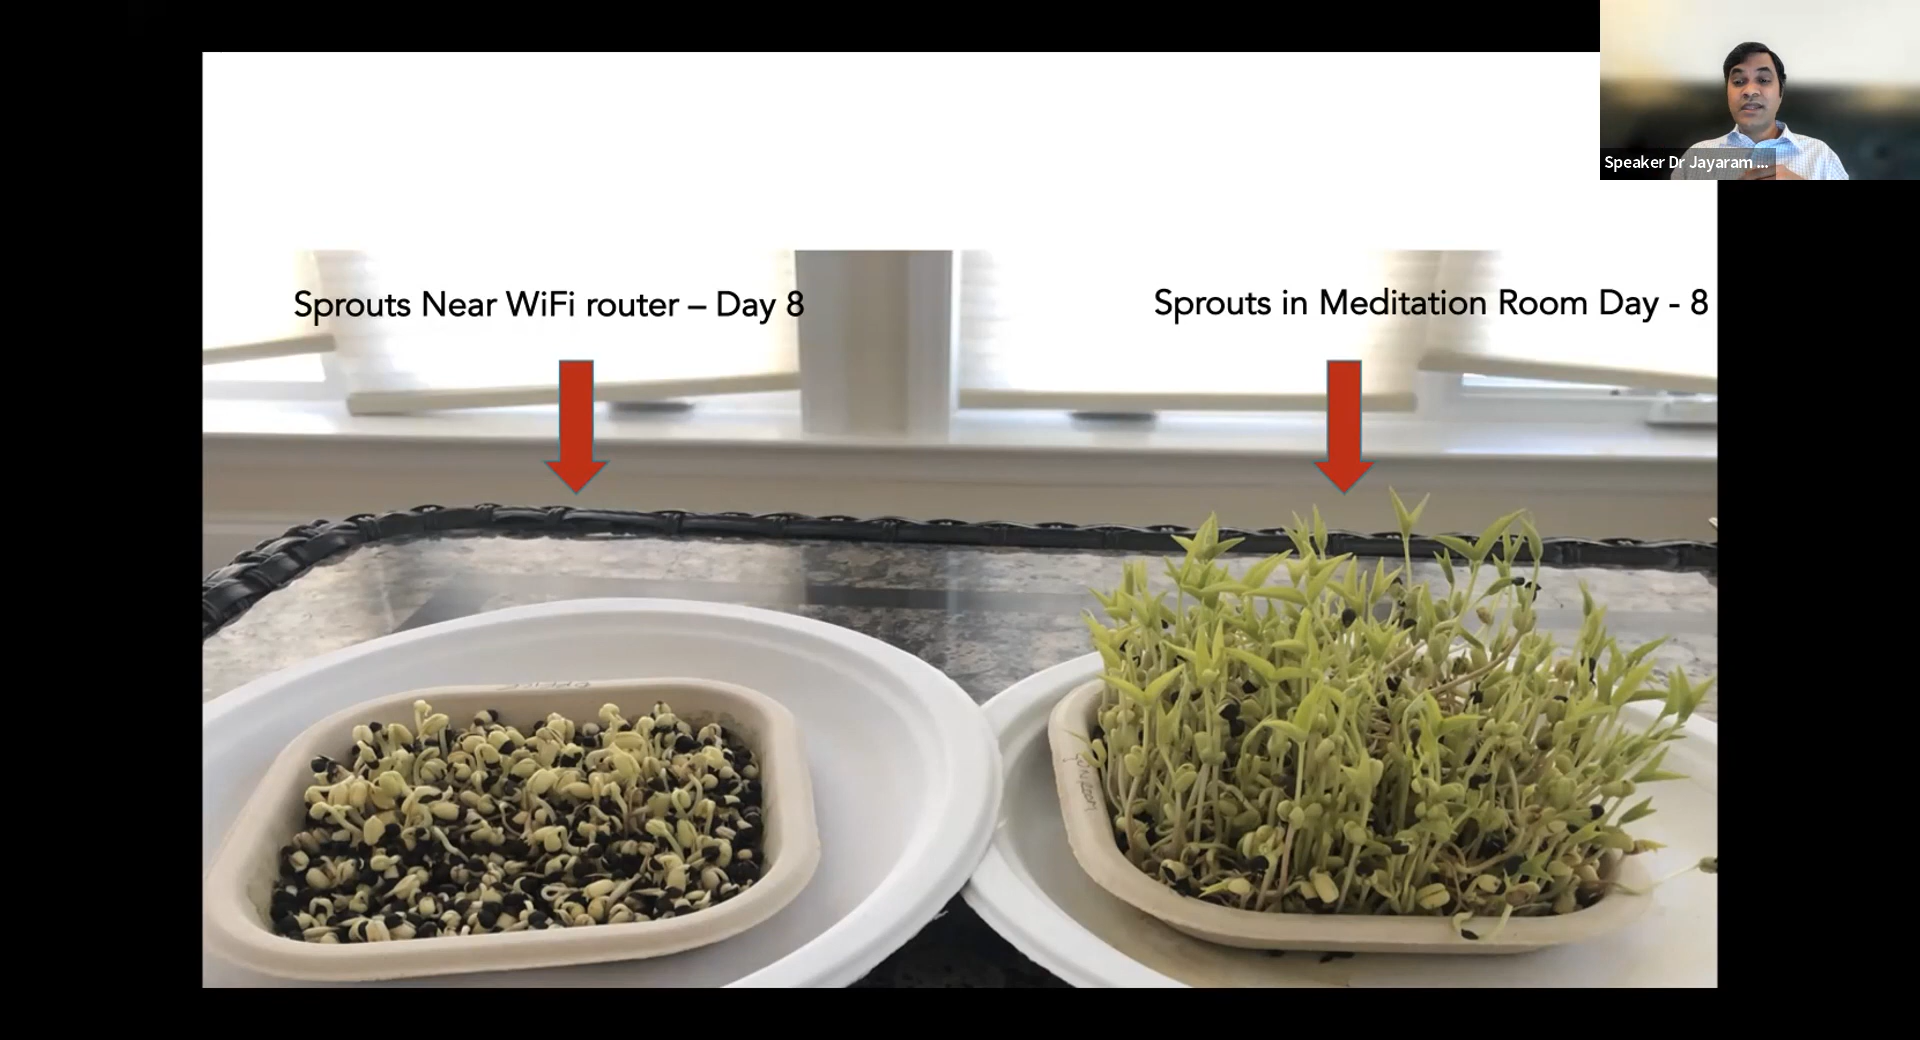 Speaker Dr Jayaram ...
Sprouts Near WiFi router – Day 8
Sprouts in Meditation Room Day - 8